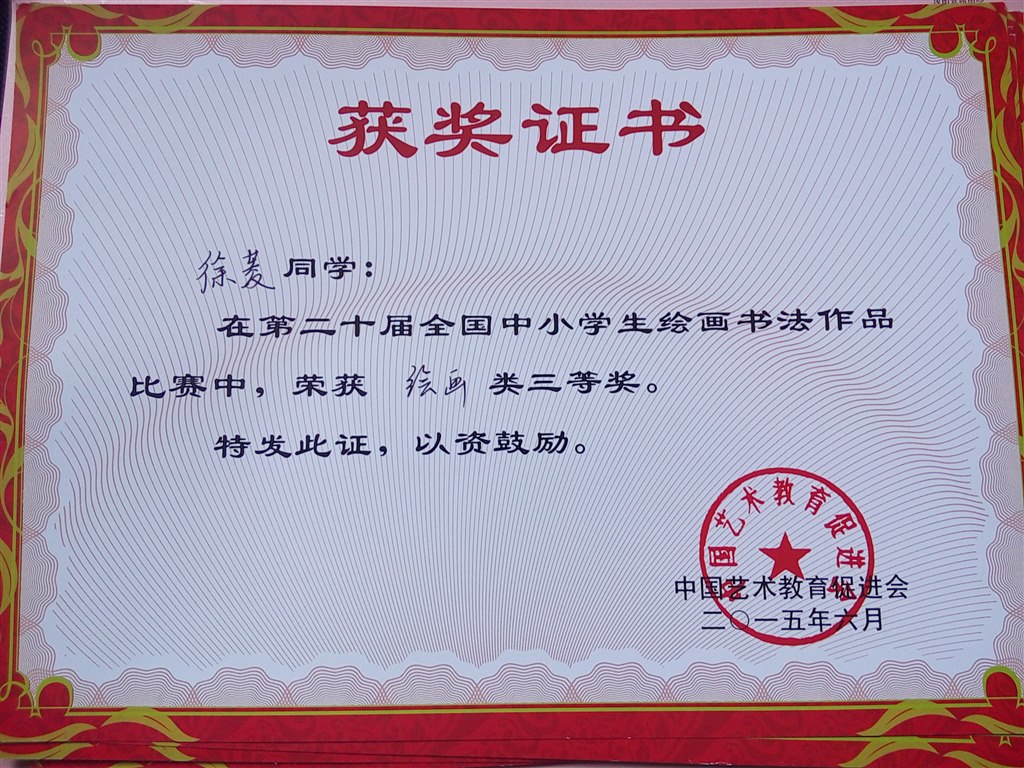 获奖证书
徐菱同学：
在第二十届全国中小学生绘画书法作品
比赛中，荣获 绘画 类三等奖。
特发此证，以资鼓励。
中国艺术教育促进会
中国艺术教育促进会
二〇一五年六月